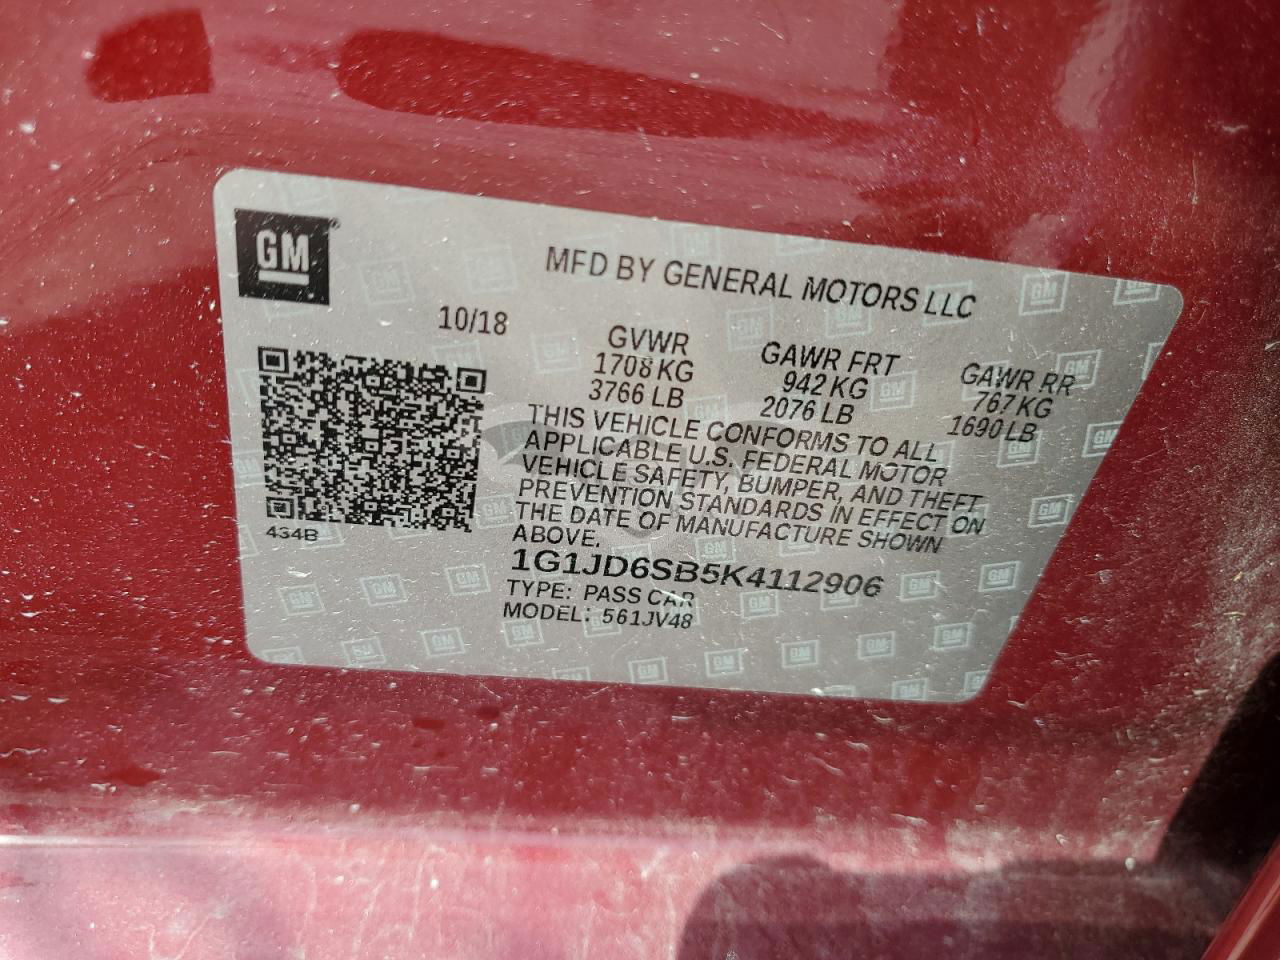 GM
MFD BY GENERAL MOTORS LLC
10/18
GVWR
1708 KG
3766 LB
GAWR FRT
942 KG
2076 LB
GAWR RR
767 KG
1690 LB
THIS VEHICLE CONFORMS TO ALL
APPLICABLE U.S. FEDERAL MOTOR
VEHICLE SAFETY, BUMPER, AND THEFT
PREVENTION STANDARDS IN EFFECT ON
THE DATE OF MANUFACTURE SHOWN
ABOVE.
434B
1G1JD6SB5K4112906
TYPE: PASS CAR
MODEL: 561JV48